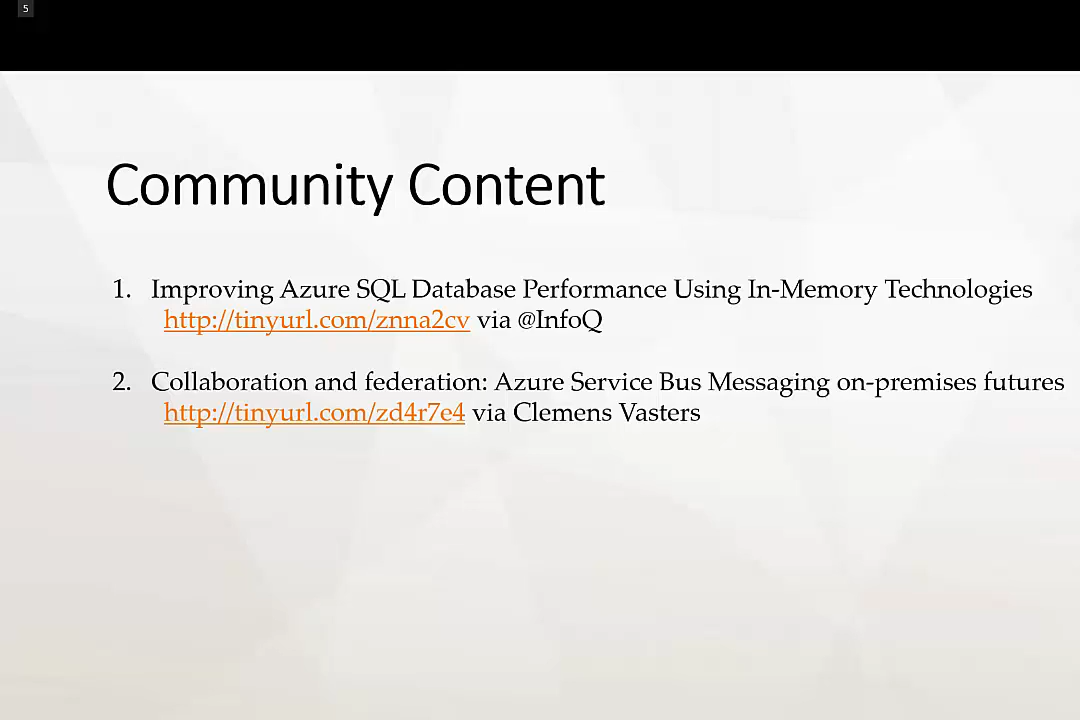 5
Community Content
1. Improving Azure SQL Database Performance Using In-Memory Technologies
http://tinyurl.com/znna2cv via @InfoQ
2. Collaboration and federation: Azure Service Bus Messaging on-premises futures
http://tinyurl.com/zd4r7e4 via Clemens Vasters